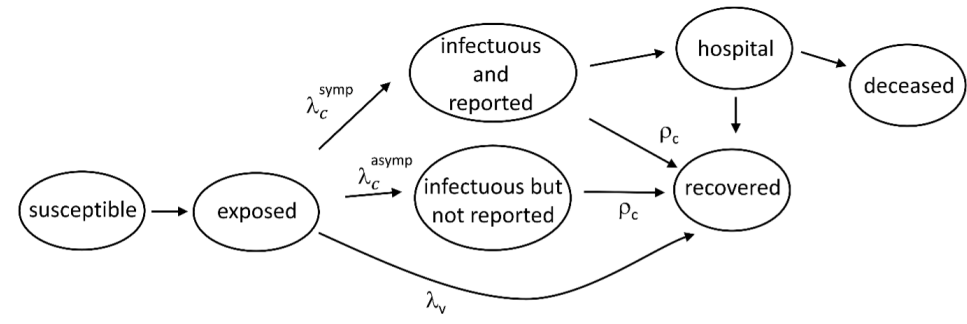 infectuous
and
reported
hospital
deceased
λ_c^symp
ρ_c
λ_c^asymp
infectuous but
not reported
recovered
susceptible
exposed
ρ_c
λ_v